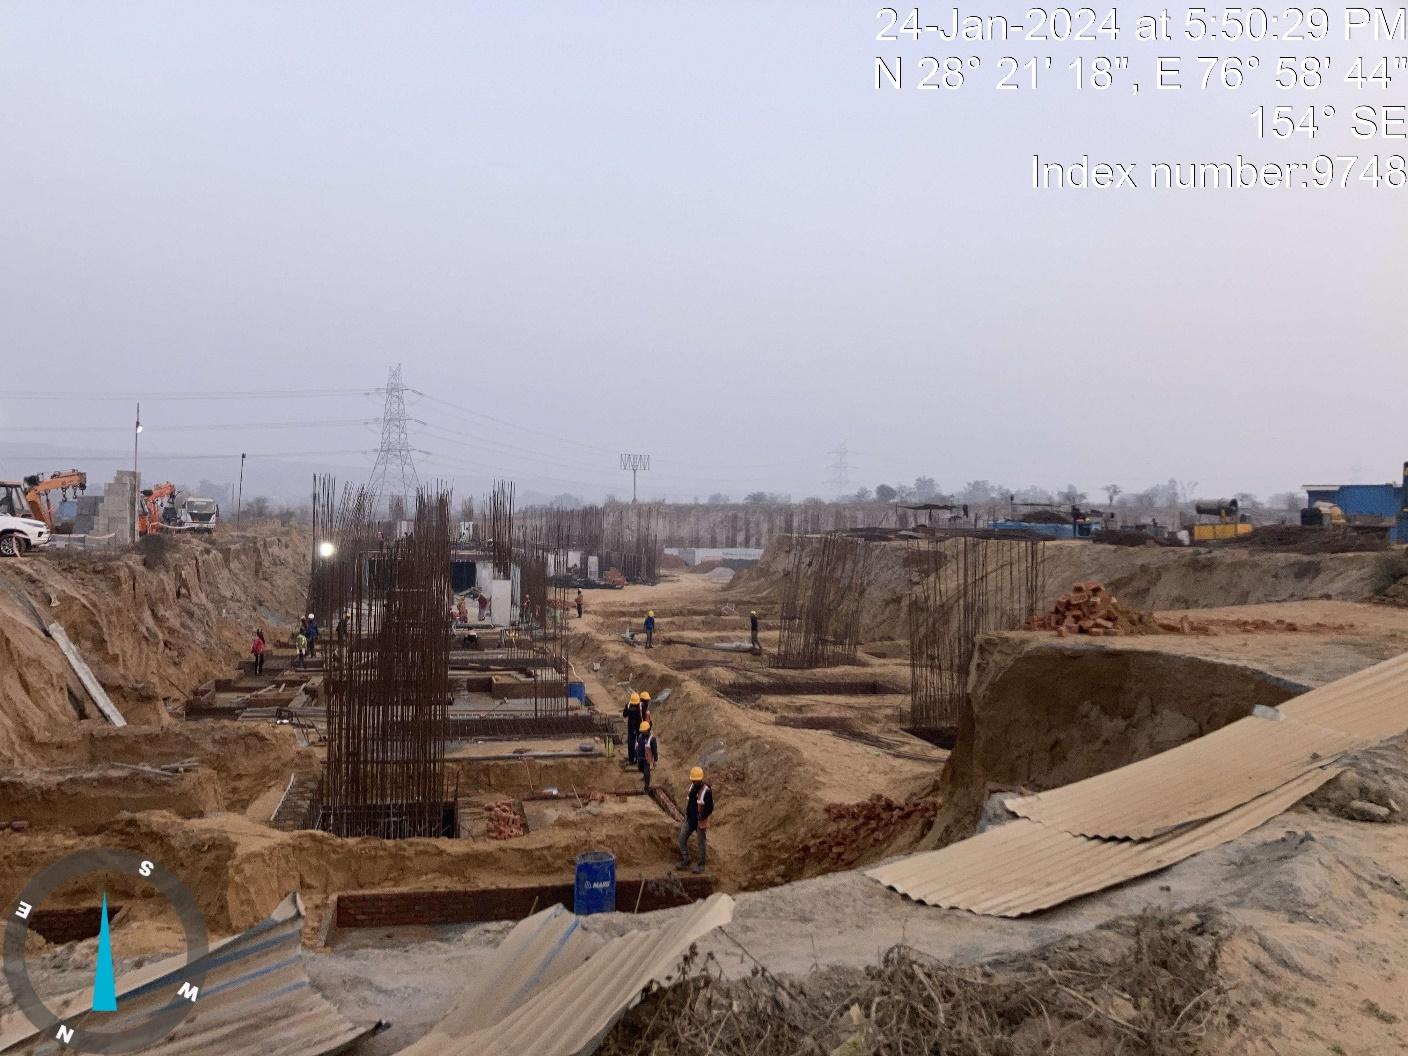 24-Jan-2024 at 5:50:29 PM
N 28° 21' 18", E 76° 58' 44"
154° SE
Index number:9748
S
E
W
N